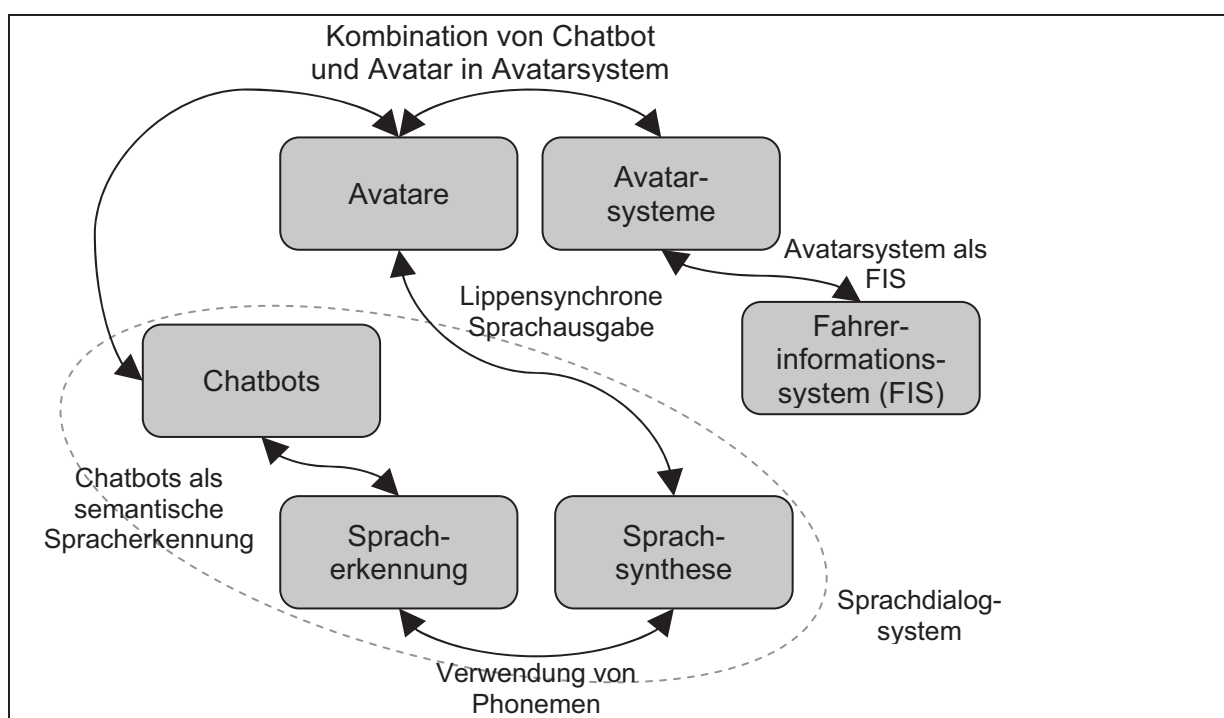 Kombination von Chatbot
und Avatar in Avatarsystem
Avatare
Avatar-
systeme
Avatarsystem als
FIS
Lippensynchrone
Sprachausgabe
Fahrer-
informations-
system (FIS)
Chatbots
Chatbots als
semantische
Spracherkennung
Sprach-
erkennung
Sprach-
synthese
Sprachdialog-
system
Verwendung von
Phonemen